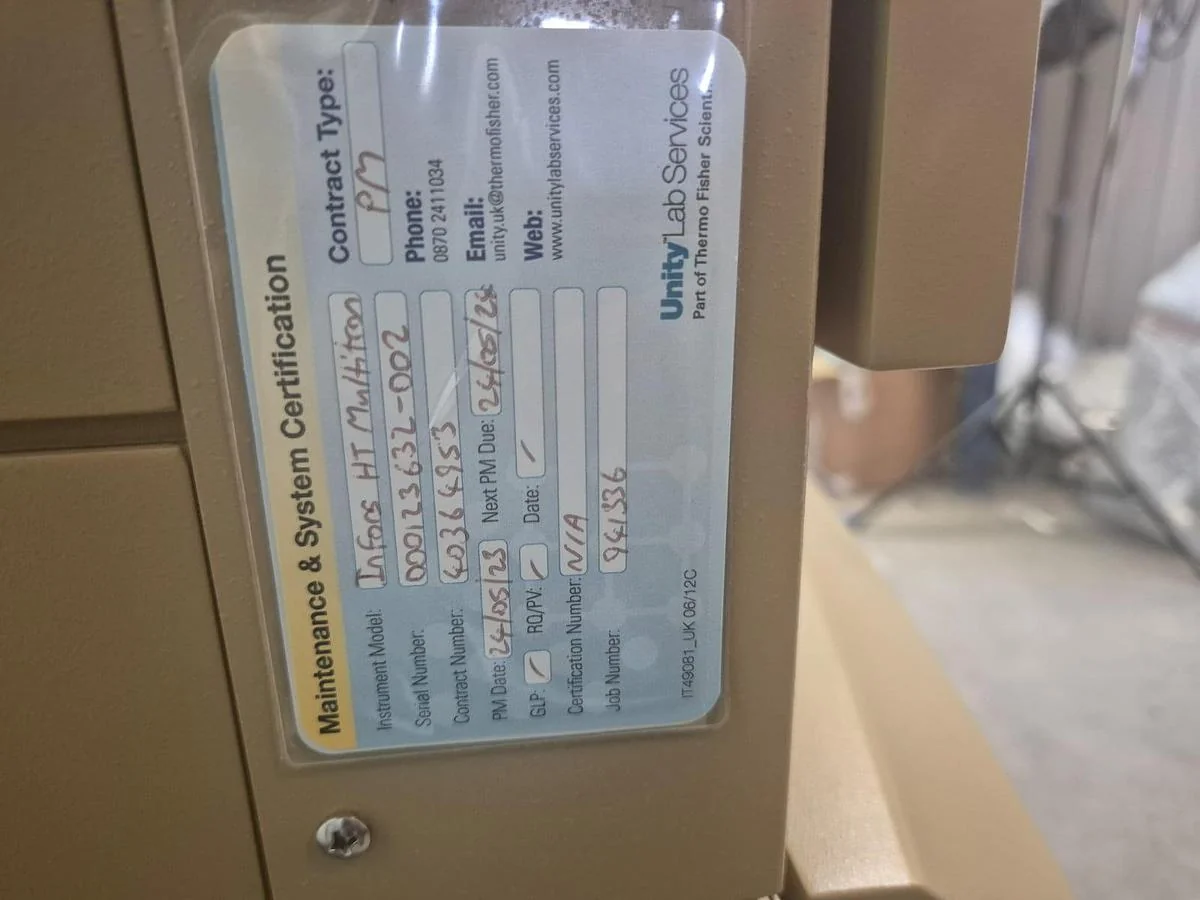 Maintenance & System Certification
Instrument Model: Infors HT Multitron
Serial Number: 000123632-002
Contract Number: 40364953
PM Date: 24/05/23 Next PM Due: 24/05/24
GLP: / RQ/PV: / Date: /
Certification Number: N/A
Job Number: 941336
IT49081_UK 06/12C
Contract Type:
PM
Phone:
0870 2411034
Email:
unity.uk@thermofisher.com
Web:
www.unitylabservices.com
Unity™ Lab Services
Part of Thermo Fisher Scient